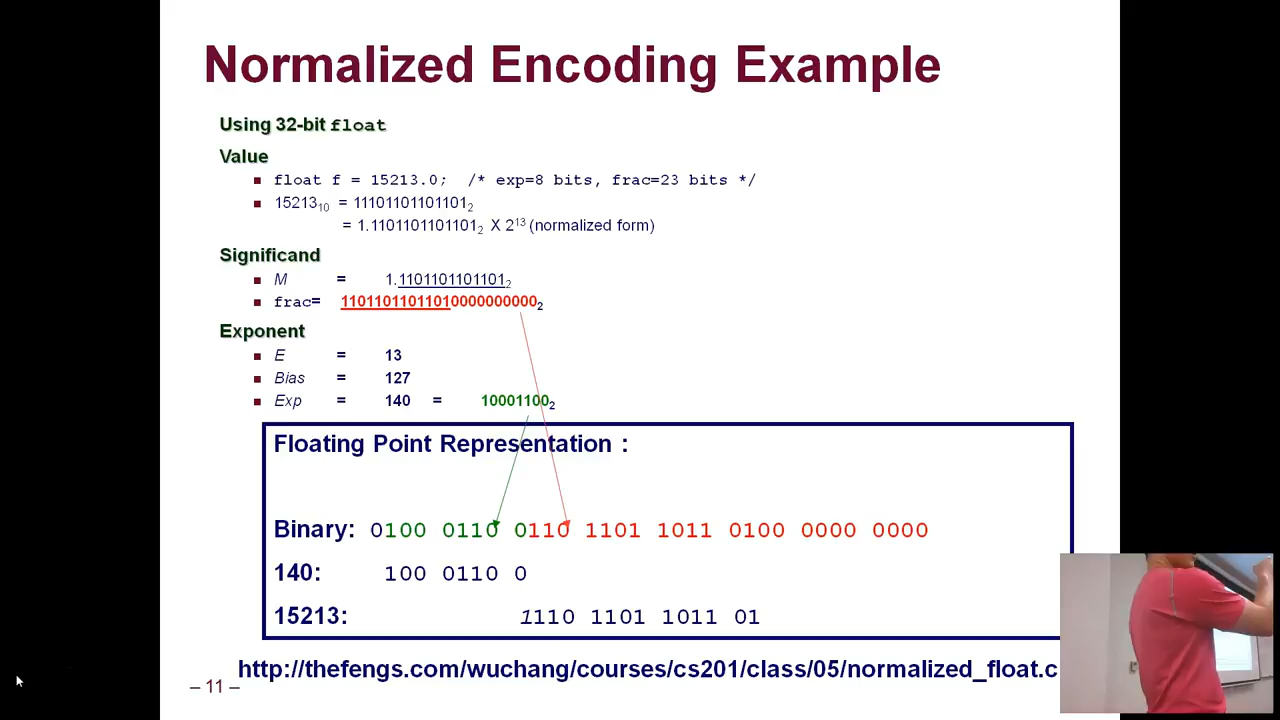 Normalized Encoding Example
Using 32-bit float
Value
float f = 15213.0; /* exp=8 bits, frac=23 bits */
15213₁₀ = 11101101101101₂
= 1.1101101101101₂ X 2¹³ (normalized form)
Significand
M = 1.1101101101101₂
frac= 11011011011010000000000₂
Exponent
E = 13
Bias = 127
Exp = 140 = 10001100₂
Floating Point Representation :
Binary: 0100 0110 0110 1101 1011 0100 0000 0000
140: 100 0110 0
15213: 1110 1101 1011 01
http://thefengs.com/wuchang/courses/cs201/class/05/normalized_float.c
– 11 –